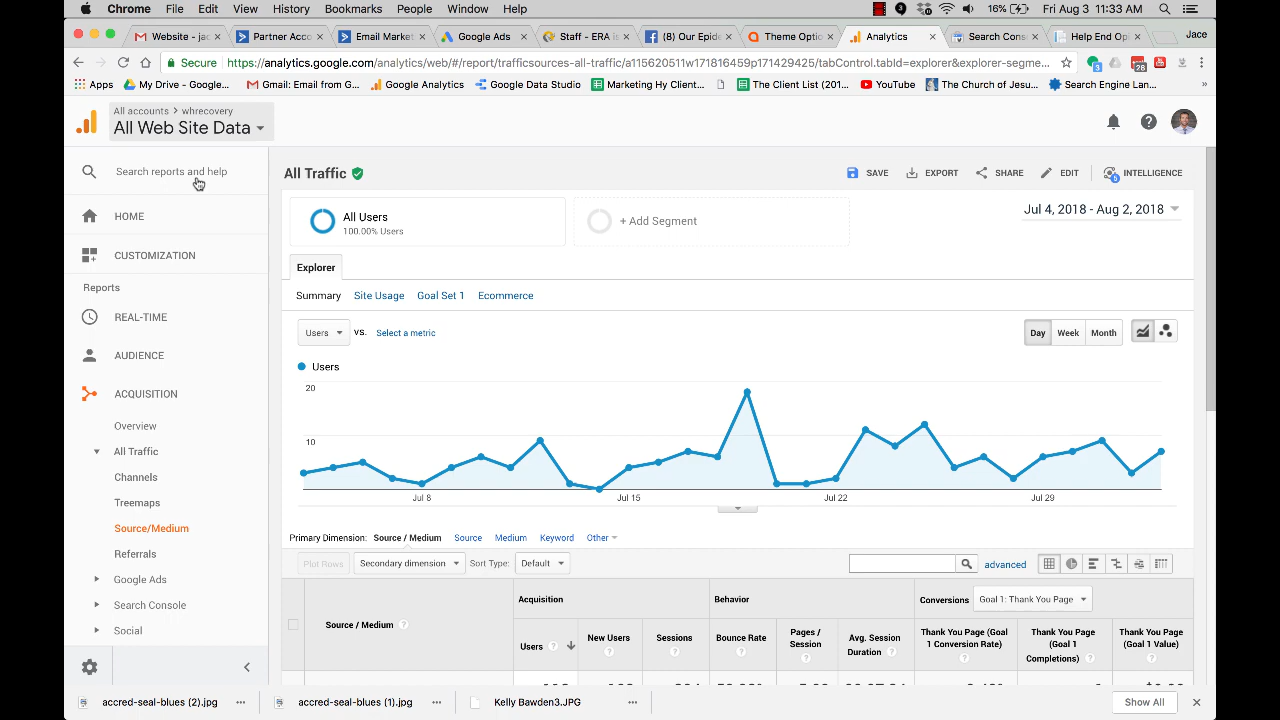 Chrome File Edit View History Bookmarks People Window Help 3 16% Fri Aug 3 11:33 AM
Website - jac Partner Acco Email Market Google Ads Staff - ERA is (8) Our Epide Theme Optio Analytics Search Cons Help End Opi Jace
Secure https://analytics.google.com/analytics/web/#/report/trafficsources-all-traffic/a115620511w171816459p171429425/tabControl.tabId=explorer&explorer-segme... 3 26
Apps My Drive - Google... Gmail: Email from G... Google Analytics Google Data Studio Marketing My Client... The Client List (201... YouTube The Church of Jesu... Search Engine Lan... »
All accounts > whrecovery
All Web Site Data
Search reports and help
HOME
CUSTOMIZATION
Reports
REAL-TIME
AUDIENCE
ACQUISITION
Overview
All Traffic
Channels
Treemaps
Source/Medium
Referrals
Google Ads
Search Console
Social
All Traffic
SAVE EXPORT SHARE EDIT 6 INTELLIGENCE
All Users
100.00% Users
+ Add Segment
Jul 4, 2018 - Aug 2, 2018
Explorer
Summary Site Usage Goal Set 1 Ecommerce
Users VS. Select a metric
Day Week Month
Users
20
10
Jul 8 Jul 15 Jul 22 Jul 29
Primary Dimension: Source / Medium Source Medium Keyword Other
Plot Rows Secondary dimension Sort Type: Default advanced
Source / Medium ?
Acquisition Behavior Conversions Goal 1: Thank You Page
Users ? New Users ? Sessions ? Bounce Rate ? Pages / Session ? Avg. Session Duration ? Thank You Page (Goal 1 Conversion Rate) ? Thank You Page (Goal 1 Completions) ? Thank You Page (Goal 1 Value) ?
accred-seal-blues (2).jpg accred-seal-blues (1).jpg Kelly Bawden3.JPG Show All